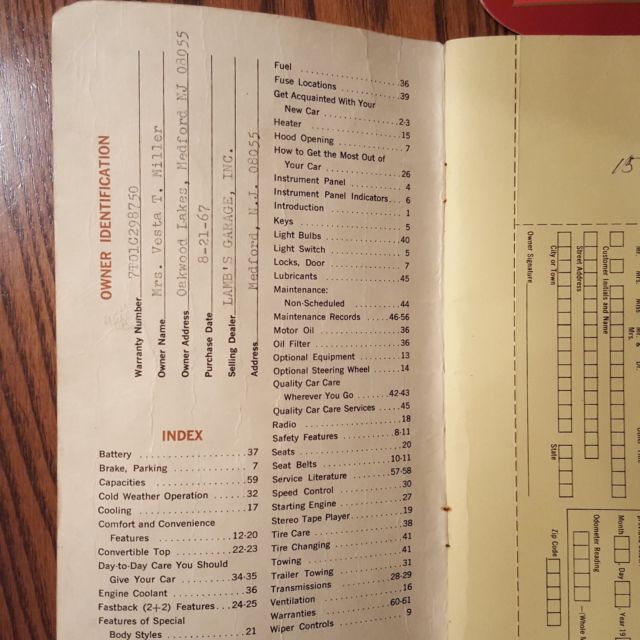 OWNER IDENTIFICATION
Warranty Number 7T01C298750
Owner Name Mrs. Vesta T. Miller
Owner Address Oakwood Lakes, Medford NJ 08055
Purchase Date 8-21-67
Selling Dealer LAMB'S GARAGE, INC.
Address Medford, N.J. 08055
INDEX
Battery 37
Brake, Parking 7
Capacities 59
Cold Weather Operation 32
Cooling 17
Comfort and Convenience
Features 12-20
Convertible Top 22-23
Day-to-Day Care You Should
Give Your Car 34-35
Engine Coolant 36
Fastback (2+2) Features 24-25
Features of Special
Body Styles 21
Fuel 36
Fuse Locations 39
Get Acquainted With Your
New Car 2-3
Heater 15
Hood Opening 7
How to Get the Most Out of
Your Car 26
Instrument Panel 4
Instrument Panel Indicators 6
Introduction 1
Keys 5
Light Bulbs 40
Light Switch 5
Locks, Door 7
Lubricants 45
Maintenance:
Non-Scheduled 44
Maintenance Records 46-56
Motor Oil 36
Oil Filter 36
Optional Equipment 13
Optional Steering Wheel 14
Quality Car Care
Wherever You Go 42-43
Quality Car Care Services 45
Radio 18
Safety Features 8-11
Seats 20
Seat Belts 10-11
Service Literature 57-58
Speed Control 30
Starting Engine 27
Stereo Tape Player 19
Tire Care 38
Tire Changing 41
Towing 41
Trailer Towing 31
Transmissions 28-29
Ventilation 16
Warranties 60-61
Wiper Controls 9
15
Mrs.
Customer Initials and Name
Street Address
City or Town
State
Zip Code
Owner Signature
Month
Day
Year 19
Odometer Reading